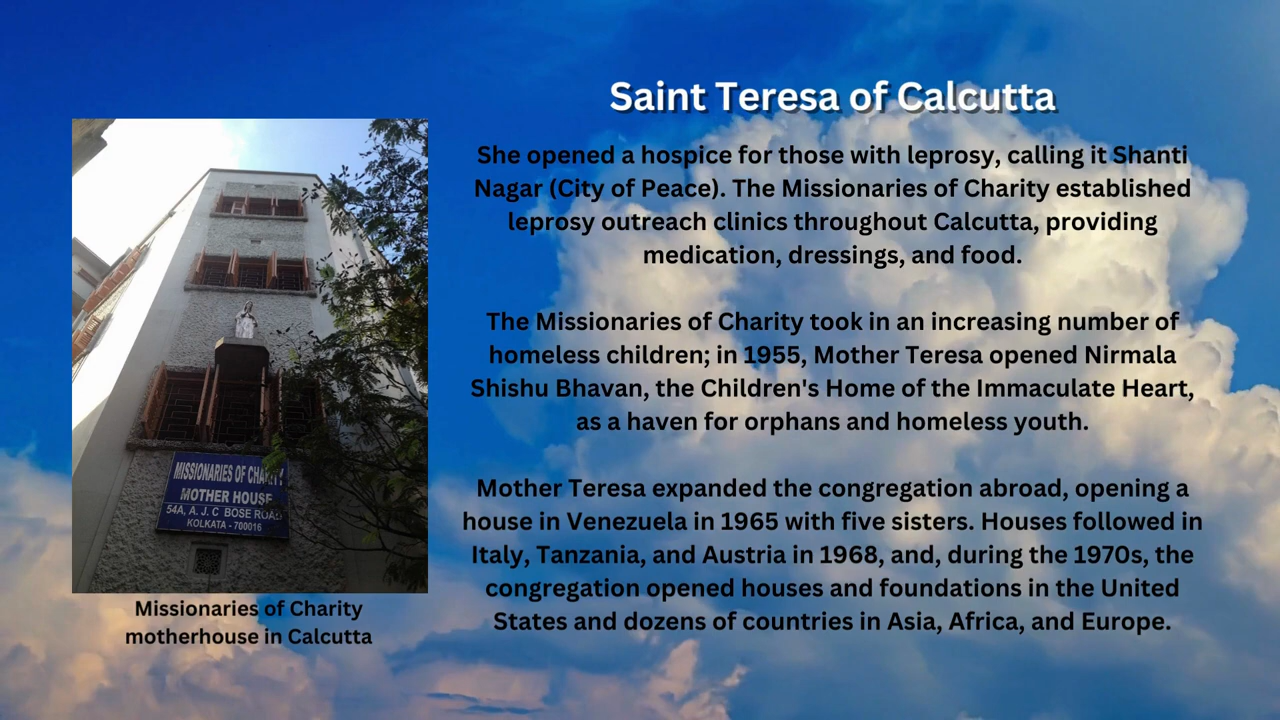 Saint Teresa of Calcutta
She opened a hospice for those with leprosy, calling it Shanti
Nagar (City of Peace). The Missionaries of Charity established
leprosy outreach clinics throughout Calcutta, providing
medication, dressings, and food.
The Missionaries of Charity took in an increasing number of
homeless children; in 1955, Mother Teresa opened Nirmala
Shishu Bhavan, the Children's Home of the Immaculate Heart,
as a haven for orphans and homeless youth.
Mother Teresa expanded the congregation abroad, opening a
house in Venezuela in 1965 with five sisters. Houses followed in
Italy, Tanzania, and Austria in 1968, and, during the 1970s, the
congregation opened houses and foundations in the United
States and dozens of countries in Asia, Africa, and Europe.
MISSIONARIES OF CHARITY
MOTHER HOUSE
54A, A. J. C BOSE ROAD
KOLKATA - 700016
Missionaries of Charity
motherhouse in Calcutta